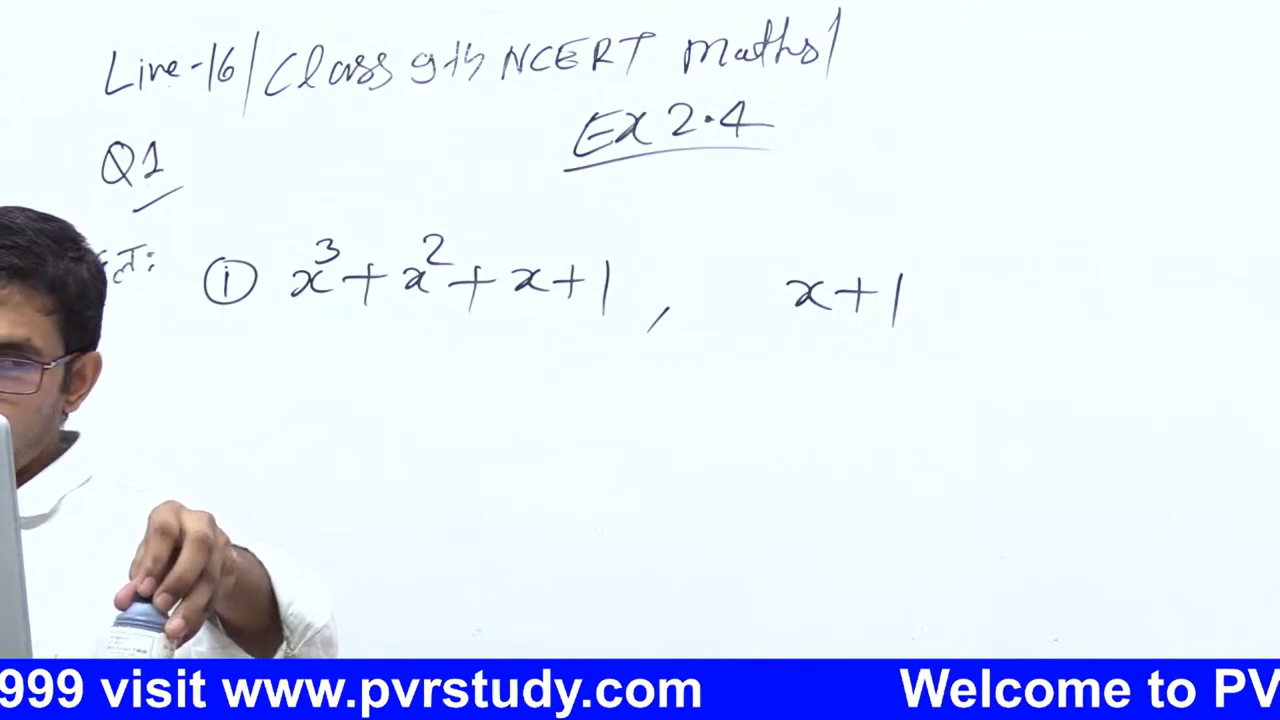 Live-16/Class 9th NCERT Maths/
Ex 2.4
Q1
① x³+x²+x+1, x+1
999 visit www.pvrstudy.com Welcome to PV